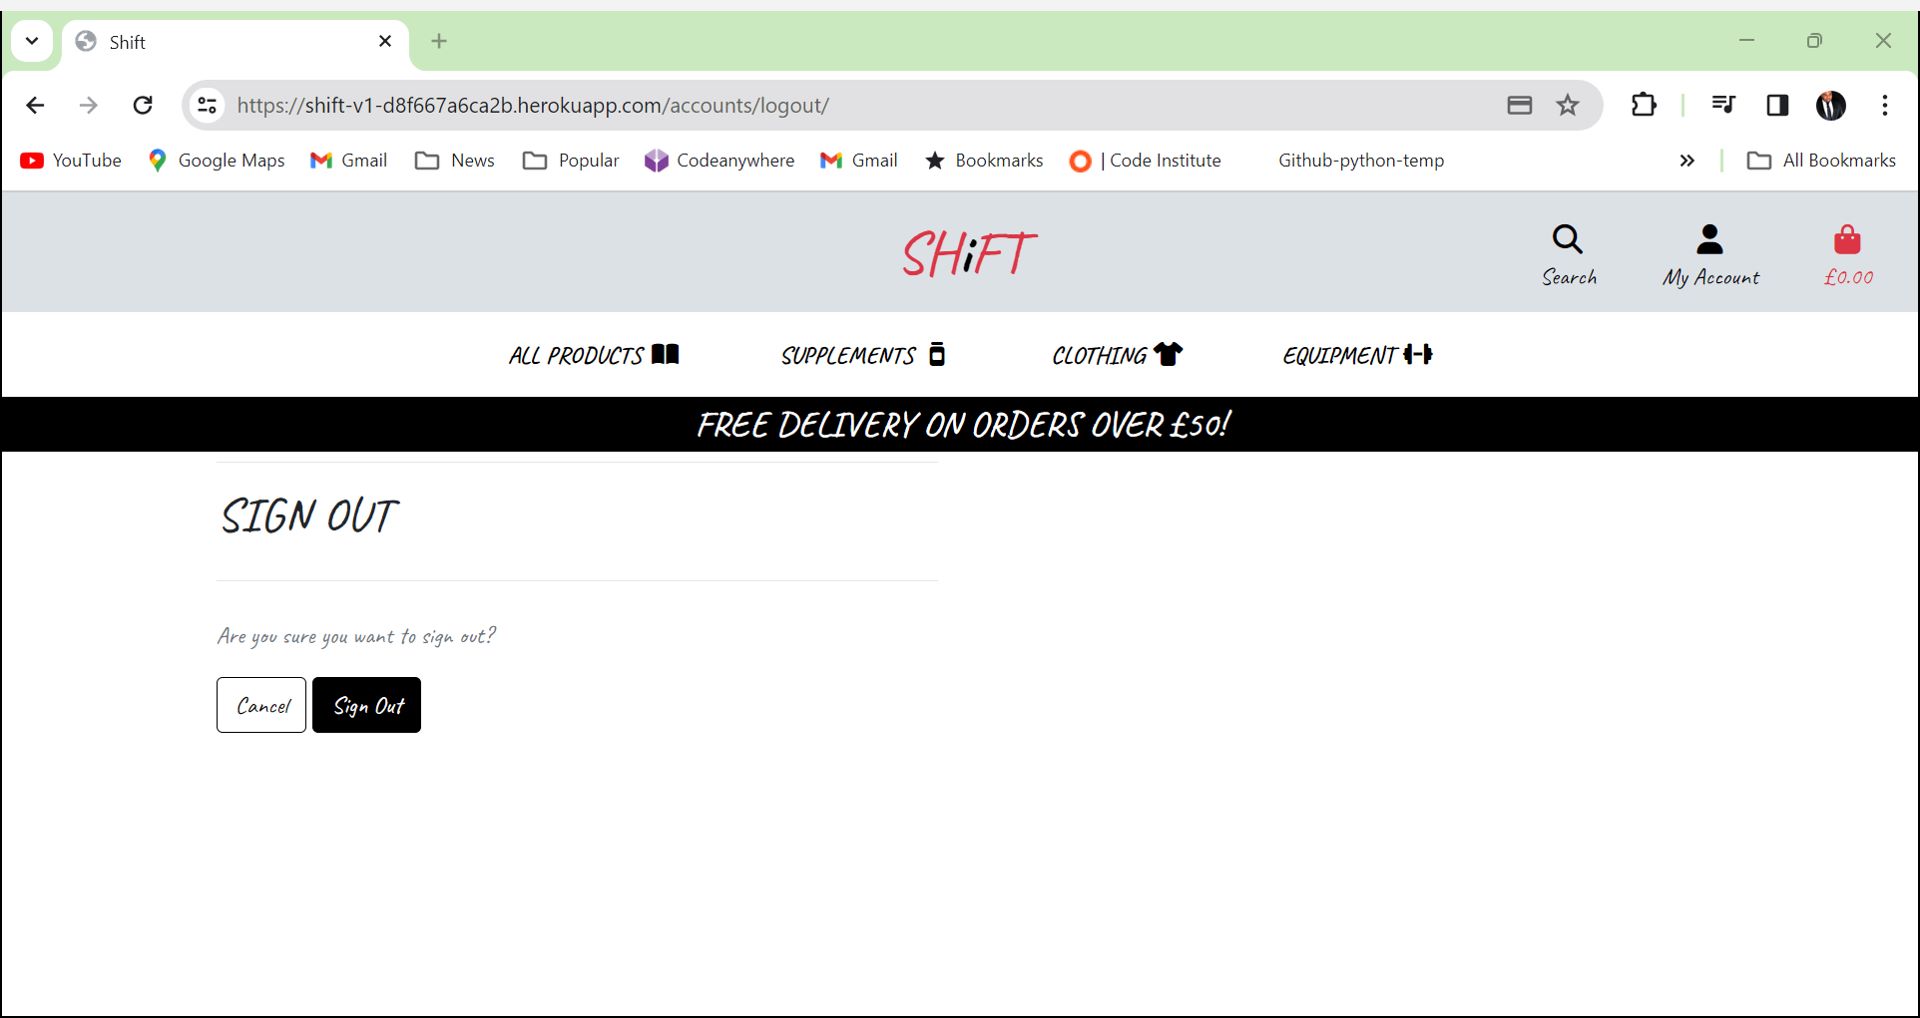 Shift
https://shift-v1-d8f667a6ca2b.herokuapp.com/accounts/logout/
YouTube Google Maps Gmail News Popular Codeanywhere Gmail Bookmarks | Code Institute Github-python-temp All Bookmarks
SHiFT
Search My Account £0.00
ALL PRODUCTS SUPPLEMENTS CLOTHING EQUIPMENT
FREE DELIVERY ON ORDERS OVER £50!
SIGN OUT
Are you sure you want to sign out?
Cancel Sign Out